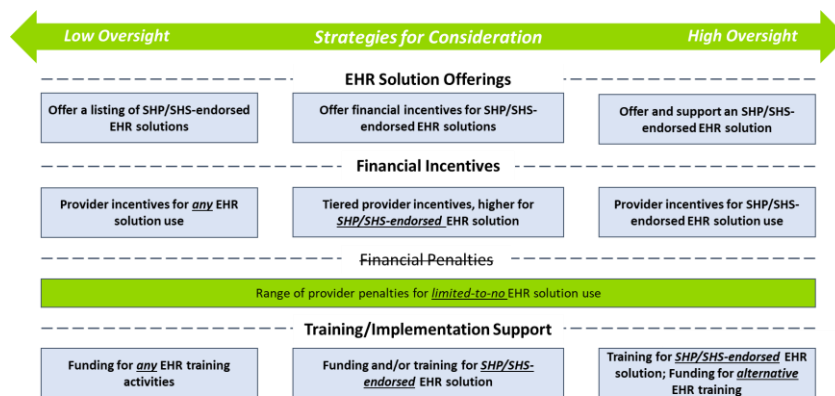 Low Oversight Strategies for Consideration High Oversight
EHR Solution Offerings
Offer a listing of SHP/SHS-endorsed
EHR solutions
Offer financial incentives for SHP/SHS-
endorsed EHR solutions
Offer and support an SHP/SHS-
endorsed EHR solution
Financial Incentives
Provider incentives for any EHR
solution use
Tiered provider incentives, higher for
SHP/SHS-endorsed EHR solution
Provider incentives for SHP/SHS-
endorsed EHR solution use
Financial Penalties
Range of provider penalties for limited-to-no EHR solution use
Training/Implementation Support
Funding for any EHR training
activities
Funding and/or training for SHP/SHS-
endorsed EHR solution
Training for SHP/SHS-endorsed EHR
solution; Funding for alternative
EHR training